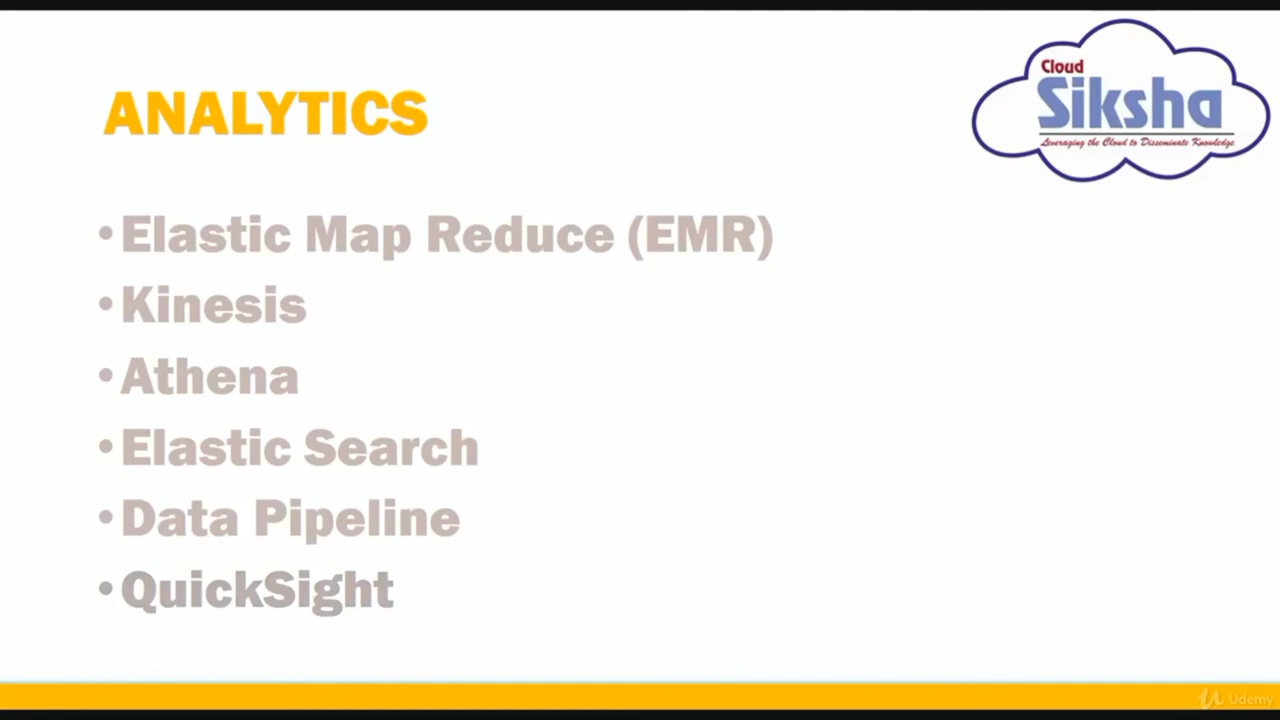 ANALYTICS
Cloud
Siksha
Leveraging the Cloud to Disseminate Knowledge
• Elastic Map Reduce (EMR)
• Kinesis
• Athena
• Elastic Search
• Data Pipeline
• QuickSight
Udemy